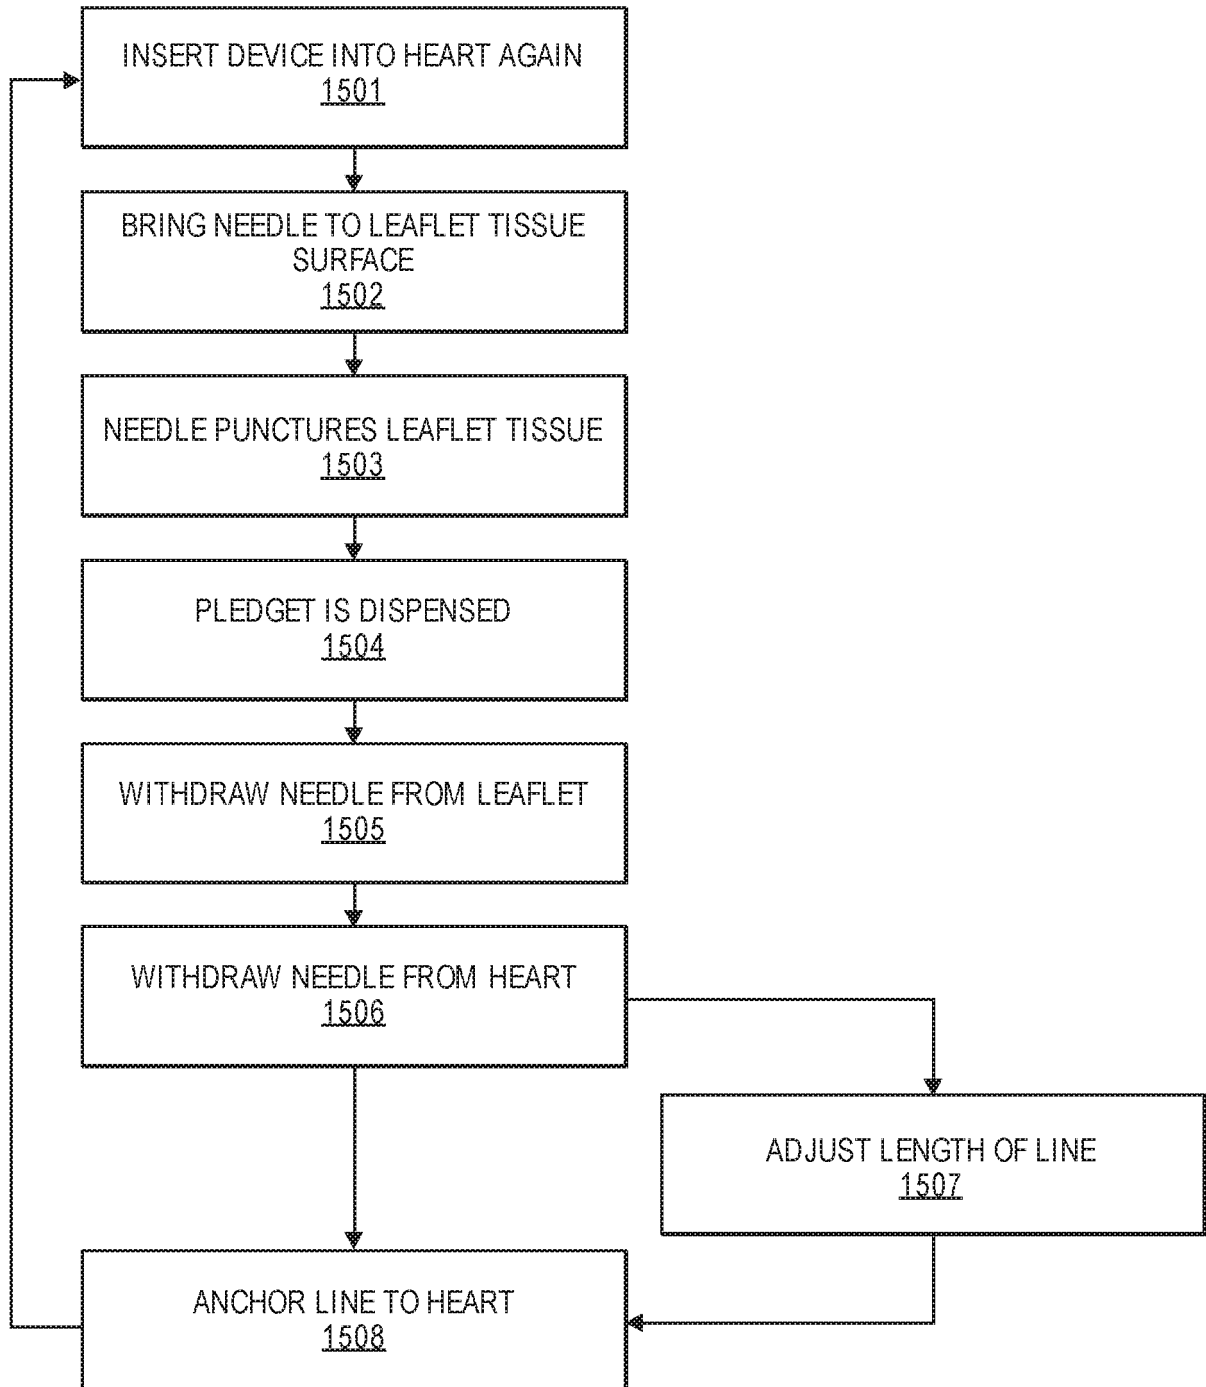 INSERT DEVICE INTO HEART AGAIN
1501
BRING NEEDLE TO LEAFLET TISSUE
SURFACE
1502
NEEDLE PUNCTURES LEAFLET TISSUE
1503
PLEDGET IS DISPENSED
1504
WITHDRAW NEEDLE FROM LEAFLET
1505
WITHDRAW NEEDLE FROM HEART
1506
ADJUST LENGTH OF LINE
1507
ANCHOR LINE TO HEART
1508